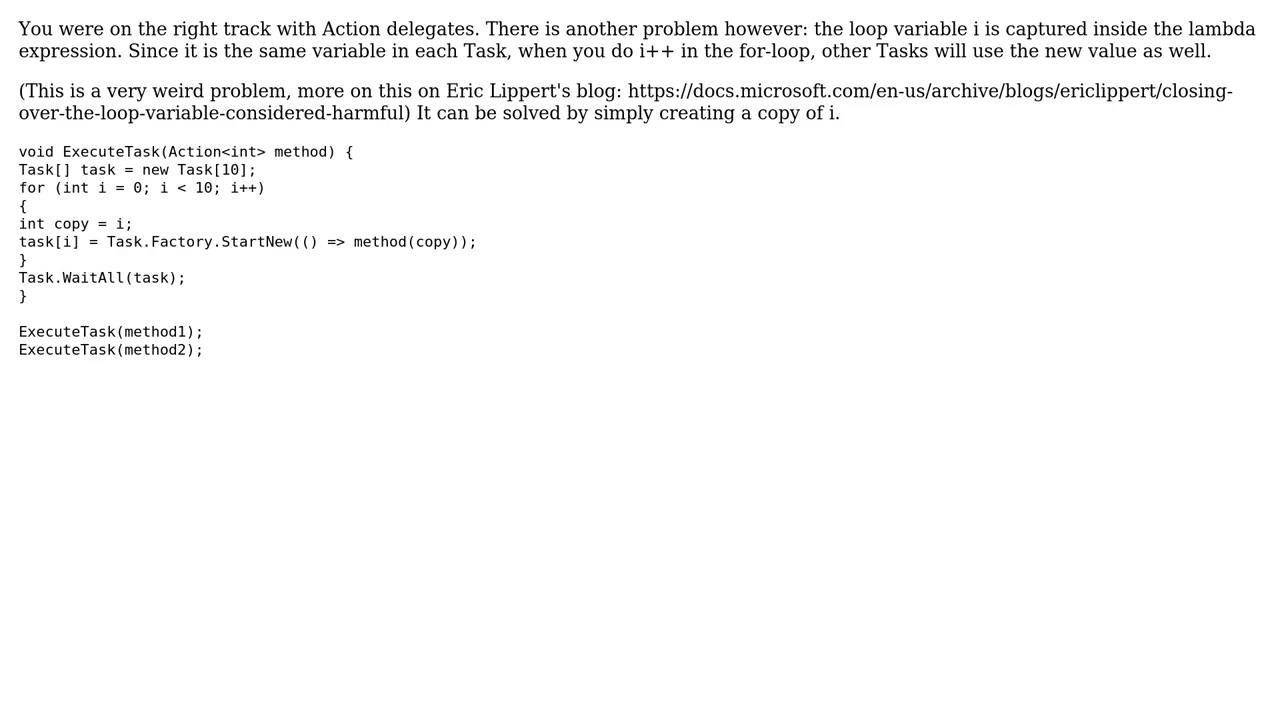 You were on the right track with Action delegates. There is another problem however: the loop variable i is captured inside the lambda
expression. Since it is the same variable in each Task, when you do i++ in the for-loop, other Tasks will use the new value as well.
(This is a very weird problem, more on this on Eric Lippert's blog: https://docs.microsoft.com/en-us/archive/blogs/ericlippert/closing-
over-the-loop-variable-considered-harmful) It can be solved by simply creating a copy of i.
void ExecuteTask(Action<int> method) {
Task[] task = new Task[10];
for (int i = 0; i < 10; i++)
{
int copy = i;
task[i] = Task.Factory.StartNew(() => method(copy));
}
Task.WaitAll(task);
}
ExecuteTask(method1);
ExecuteTask(method2);